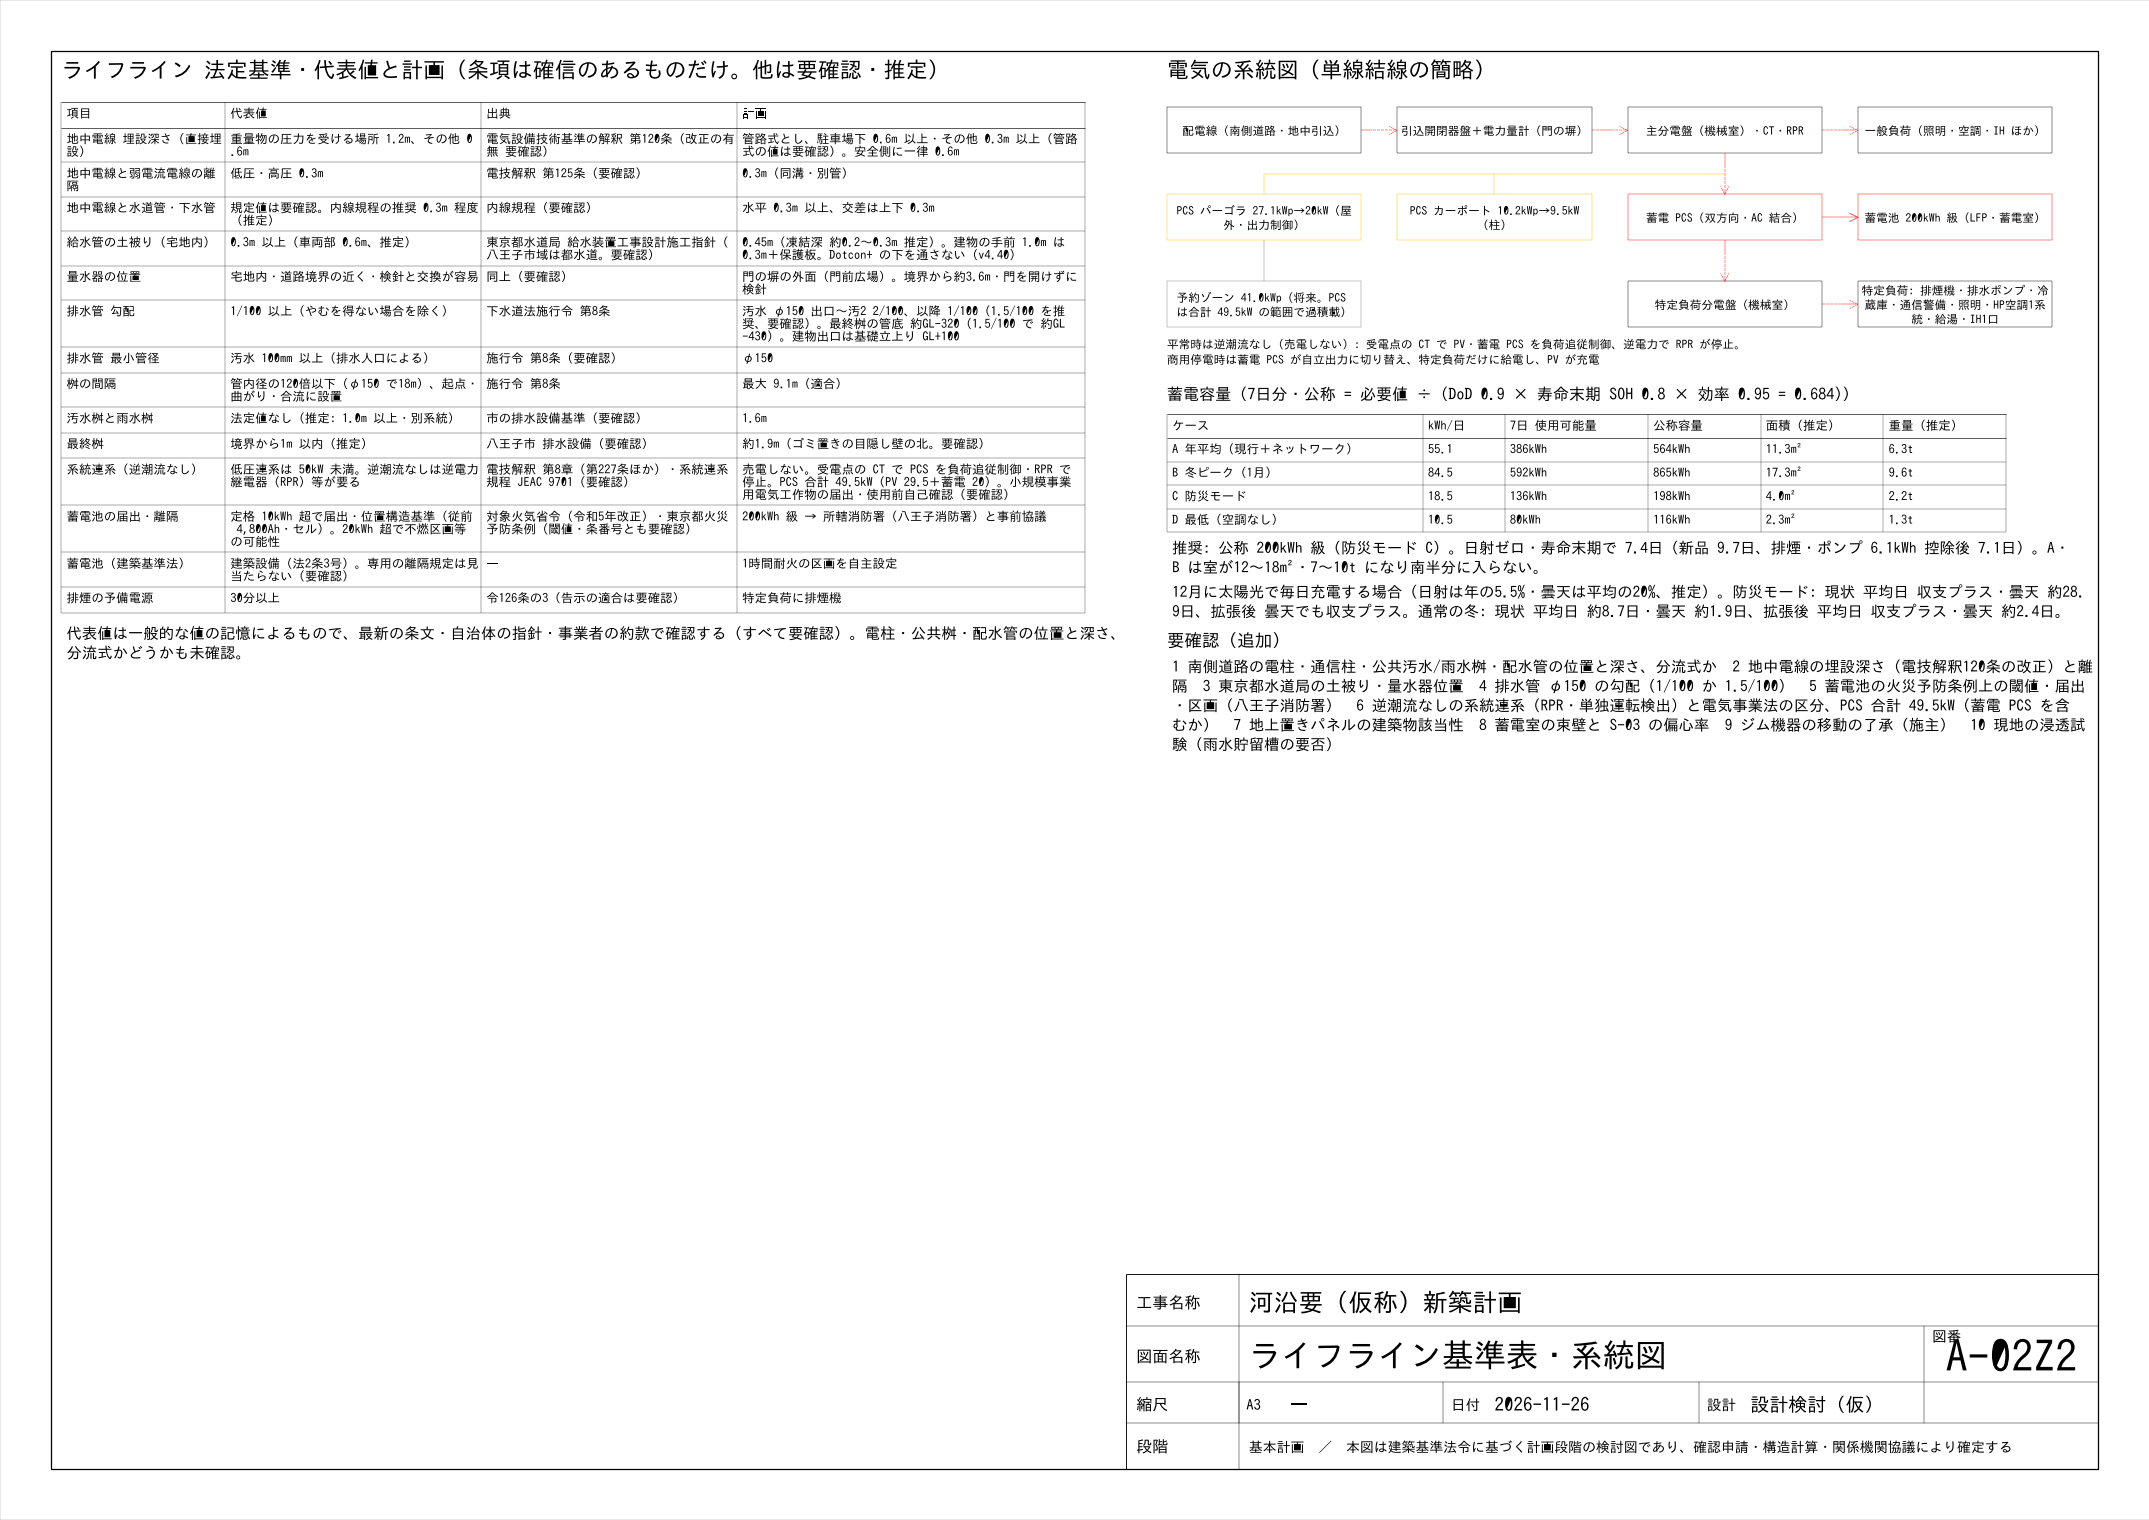 ライフライン 法定基準・代表値と計画（条項は確信のあるものだけ。他は要確認・推定）
項目 代表値 出典 計画
地中電線 埋設深さ（直接埋設） 重量物の圧力を受ける場所 1.2m、その他 0.6m 電気設備技術基準の解釈 第120条（改正の有無 要確認） 管路式とし、駐車場下 0.6m 以上・その他 0.3m 以上（管路式の値は要確認）。安全側に一律 0.6m
地中電線と弱電流電線の離隔 低圧・高圧 0.3m 電技解釈 第125条（要確認） 0.3m（同溝・別管）
地中電線と水道管・下水管 規定値は要確認。内線規程の推奨 0.3m 程度（推定） 内線規程（要確認） 水平 0.3m 以上、交差は上下 0.3m
給水管の土被り（宅地内） 0.3m 以上（車両部 0.6m、推定） 東京都水道局 給水装置工事設計施工指針（八王子市域は都水道。要確認） 0.45m（凍結深 約0.2～0.3m 推定）。建物の手前 1.0m は 0.3m＋保護板。Dotcon+ の下を通さない（v4.40）
量水器の位置 宅地内・道路境界の近く・検針と交換が容易 同上（要確認） 門の塀の外面（門前広場）。境界から約3.6m・門を開けずに検針
排水管 勾配 1/100 以上（やむを得ない場合を除く） 下水道法施行令 第8条 汚水 φ150 出口～汚2 2/100、以降 1/100（1.5/100 を推奨、要確認）。最終桝の管底 約GL-320（1.5/100 で 約GL-430）。建物出口は基礎立上り GL+100
排水管 最小管径 汚水 100mm 以上（排水人口による） 施行令 第8条（要確認） φ150
桝の間隔 管内径の120倍以下（φ150 で18m）、起点・曲がり・合流に設置 施行令 第8条 最大 9.1m（適合）
汚水桝と雨水桝 法定値なし（推定: 1.0m 以上・別系統） 市の排水設備基準（要確認） 1.6m
最終桝 境界から1m 以内（推定） 八王子市 排水設備（要確認） 約1.9m（ゴミ置きの目隠し壁の北。要確認）
系統連系（逆潮流なし） 低圧連系は 50kW 未満。逆潮流なしは逆電力継電器（RPR）等が要る 電技解釈 第8章（第227条ほか）・系統連系規程 JEAC 9701（要確認） 売電しない。受電点の CT で PCS を負荷追従制御・RPR で停止。PCS 合計 49.5kW（PV 29.5＋蓄電 20）。小規模事業用電気工作物の届出・使用前自己確認（要確認）
蓄電池の届出・離隔 定格 10kWh 超で届出・位置構造基準（従前 4,800Ah・セル）。20kWh 超で不燃区画等の可能性 対象火気省令（令和5年改正）・東京都火災予防条例（閾値・条番号とも要確認） 200kWh 級 → 所轄消防署（八王子消防署）と事前協議
蓄電池（建築基準法） 建築設備（法2条3号）。専用の離隔規定は見当たらない（要確認） — 1時間耐火の区画を自主設定
排煙の予備電源 30分以上 令126条の3（告示の適合は要確認） 特定負荷に排煙機
代表値は一般的な値の記憶によるもので、最新の条文・自治体の指針・事業者の約款で確認する（すべて要確認）。電柱・公共桝・配水管の位置と深さ、
分流式かどうかも未確認。
電気の系統図（単線結線の簡略）
配電線（南側道路・地中引込） 引込開閉器盤＋電力量計（門の塀） 主分電盤（機械室）・CT・RPR 一般負荷（照明・空調・IH ほか）
PCS パーゴラ 27.1kWp→20kW（屋外・出力制御） PCS カーポート 10.2kWp→9.5kW（柱） 蓄電 PCS（双方向・AC 結合） 蓄電池 200kWh 級（LFP・蓄電室）
予約ゾーン 41.0kWp（将来。PCS は合計 49.5kW の範囲で過積載） 特定負荷分電盤（機械室） 特定負荷: 排煙機・排水ポンプ・冷蔵庫・通信警備・照明・HP空調1系統・給湯・IH1口
平常時は逆潮流なし（売電しない）: 受電点の CT で PV・蓄電 PCS を負荷追従制御、逆電力で RPR が停止。
商用停電時は蓄電 PCS が自立出力に切り替え、特定負荷だけに給電し、PV が充電
蓄電容量（7日分・公称 = 必要値 ÷（DoD 0.9 × 寿命末期 SOH 0.8 × 効率 0.95 = 0.684））
ケース kWh/日 7日 使用可能量 公称容量 面積（推定） 重量（推定）
A 年平均（現行＋ネットワーク） 55.1 386kWh 564kWh 11.3m² 6.3t
B 冬ピーク（1月） 84.5 592kWh 865kWh 17.3m² 9.6t
C 防災モード 18.5 136kWh 198kWh 4.0m² 2.2t
D 最低（空調なし） 10.5 80kWh 116kWh 2.3m² 1.3t
推奨: 公称 200kWh 級（防災モード C）。日射ゼロ・寿命末期で 7.4日（新品 9.7日、排煙・ポンプ 6.1kWh 控除後 7.1日）。A・
B は室が12～18m²・7～10t になり南半分に入らない。
12月に太陽光で毎日充電する場合（日射は年の5.5%・曇天は平均の20%、推定）。防災モード: 現状 平均日 収支プラス・曇天 約28.
9日、拡張後 曇天でも収支プラス。通常の冬: 現状 平均日 約8.7日・曇天 約1.9日、拡張後 平均日 収支プラス・曇天 約2.4日。
要確認（追加）
1 南側道路の電柱・通信柱・公共汚水/雨水桝・配水管の位置と深さ、分流式か 2 地中電線の埋設深さ（電技解釈120条の改正）と離
隔 3 東京都水道局の土被り・量水器位置 4 排水管 φ150 の勾配（1/100 か 1.5/100） 5 蓄電池の火災予防条例上の閾値・届出
・区画（八王子消防署） 6 逆潮流なしの系統連系（RPR・単独運転検出）と電気事業法の区分、PCS 合計 49.5kW（蓄電 PCS を含
むか） 7 地上置きパネルの建築物該当性 8 蓄電室の束壁と S-03 の偏心率 9 ジム機器の移動の了承（施主） 10 現地の浸透試
験（雨水貯留槽の要否）
工事名称 河沿要（仮称）新築計画
図面名称 ライフライン基準表・系統図 図番 A-02Z2
縮尺 A3 — 日付 2026-11-26 設計 設計検討（仮）
段階 基本計画 ／ 本図は建築基準法令に基づく計画段階の検討図であり、確認申請・構造計算・関係機関協議により確定する